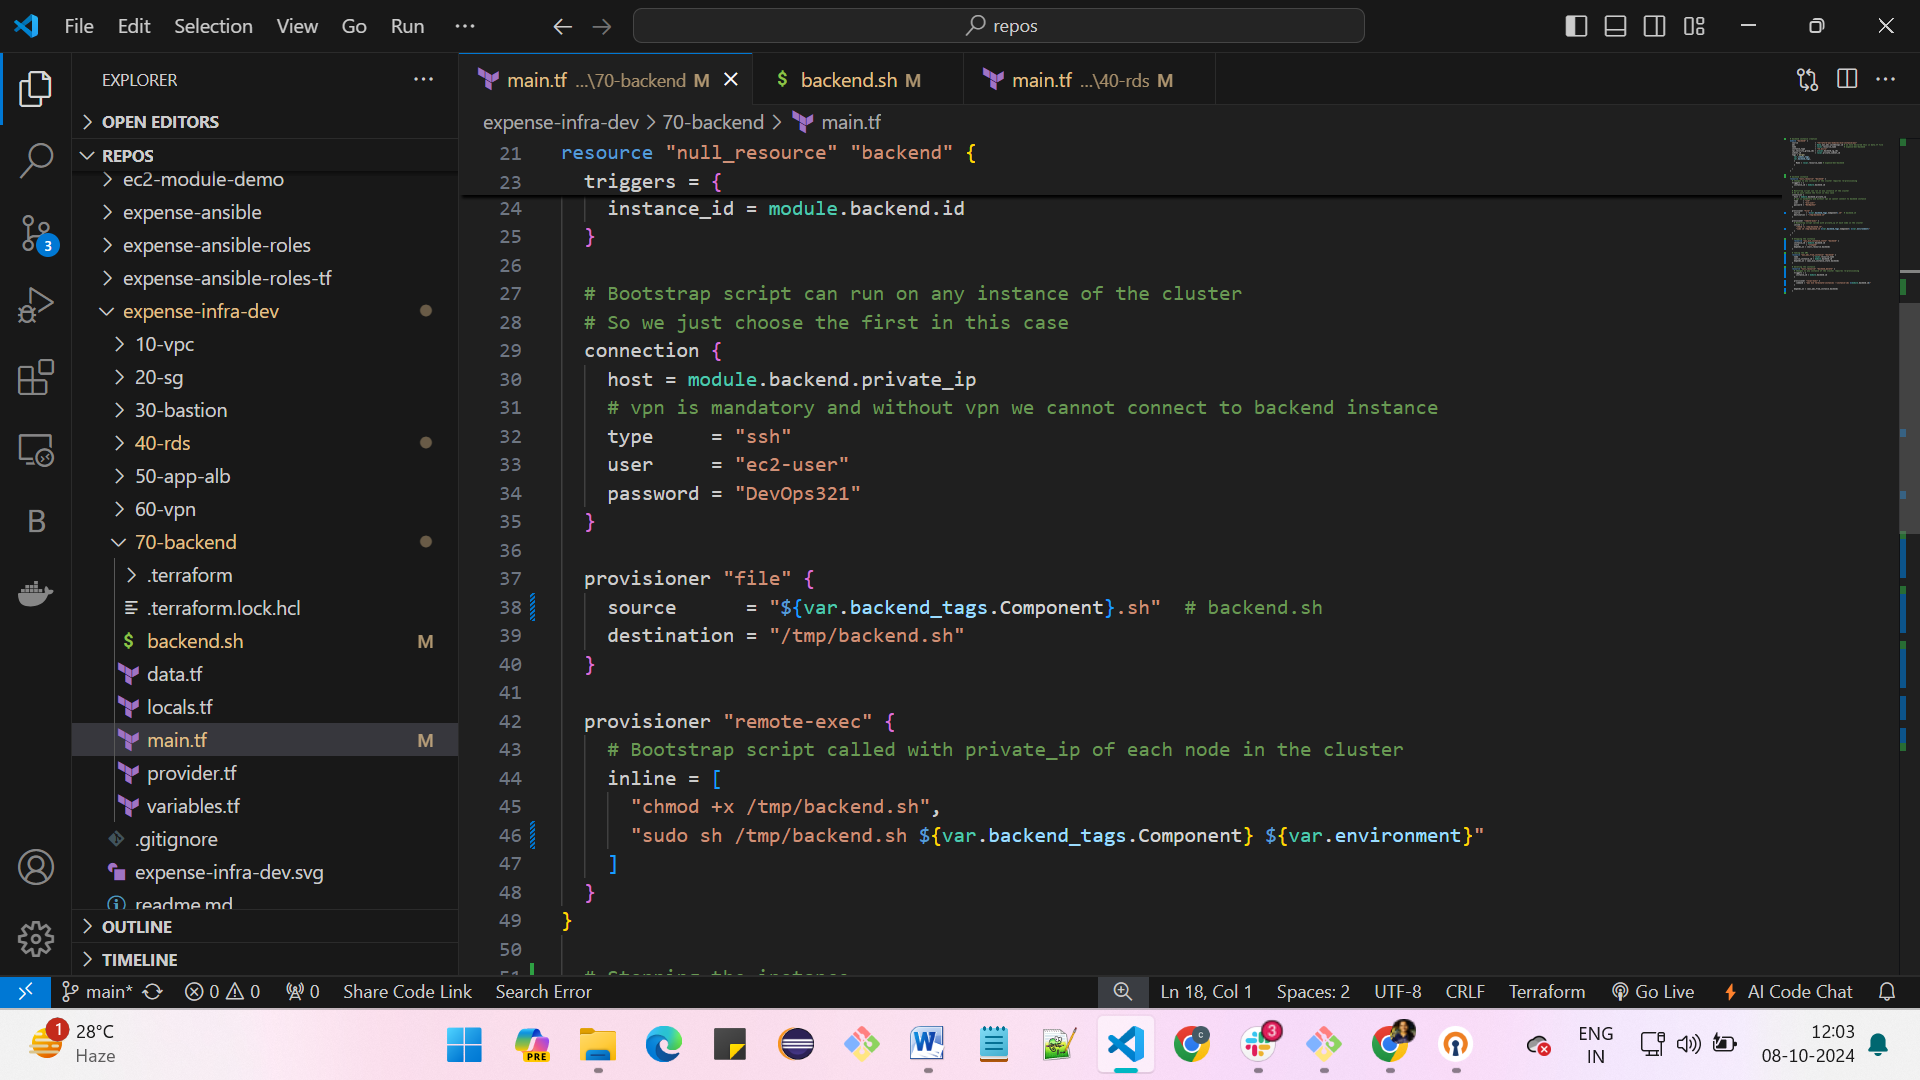 File Edit Selection View Go Run ··· repos
EXPLORER ···
OPEN EDITORS
REPOS
ec2-module-demo
expense-ansible
expense-ansible-roles
expense-ansible-roles-tf
expense-infra-dev
10-vpc
20-sg
30-bastion
40-rds
50-app-alb
60-vpn
70-backend
.terraform
.terraform.lock.hcl
$ backend.sh M
data.tf
locals.tf
main.tf M
provider.tf
variables.tf
.gitignore
expense-infra-dev.svg
readme.md
OUTLINE
TIMELINE
3
B
main.tf ...\70-backend M
$ backend.sh M
main.tf ...\40-rds M
expense-infra-dev > 70-backend > main.tf
21 resource "null_resource" "backend" {
23 triggers = {
24 instance_id = module.backend.id
25 }
26
27 # Bootstrap script can run on any instance of the cluster
28 # So we just choose the first in this case
29 connection {
30 host = module.backend.private_ip
31 # vpn is mandatory and without vpn we cannot connect to backend instance
32 type     = "ssh"
33 user     = "ec2-user"
34 password = "DevOps321"
35 }
36
37 provisioner "file" {
38 source      = "${var.backend_tags.Component}.sh"  # backend.sh
39 destination = "/tmp/backend.sh"
40 }
41
42 provisioner "remote-exec" {
43 # Bootstrap script called with private_ip of each node in the cluster
44 inline = [
45 "chmod +x /tmp/backend.sh",
46 "sudo sh /tmp/backend.sh ${var.backend_tags.Component} ${var.environment}"
47 ]
48 }
49 }
50
51 # Stopping the instance
main* 0 0 0 Share Code Link Search Error Ln 18, Col 1 Spaces: 2 UTF-8 CRLF Terraform Go Live AI Code Chat
1 28°C
Haze
PRE
W
C
3
ENG
IN
12:03
08-10-2024